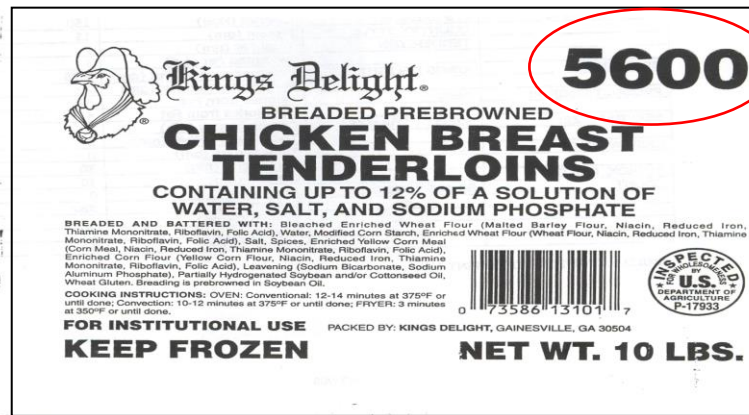 Kings Delight®
5600
BREADED PREBROWNED
CHICKEN BREAST
TENDERLOINS
CONTAINING UP TO 12% OF A SOLUTION OF
WATER, SALT, AND SODIUM PHOSPHATE
BREADED AND BATTERED WITH: Bleached Enriched Wheat Flour (Malted Barley Flour, Niacin, Reduced Iron,
Thiamine Mononitrate, Riboflavin, Folic Acid), Water, Modified Corn Starch, Enriched Wheat Flour (Wheat Flour, Niacin, Reduced Iron, Thiamine
Mononitrate, Riboflavin, Folic Acid), Salt, Spices, Enriched Yellow Corn Meal
(Corn Meal, Niacin, Reduced Iron, Thiamine Mononitrate, Riboflavin, Folic Acid),
Enriched Corn Flour (Yellow Corn Flour, Niacin, Reduced Iron, Thiamine
Mononitrate, Riboflavin, Folic Acid), Leavening (Sodium Bicarbonate, Sodium
Aluminum Phosphate), Partially Hydrogenated Soybean and/or Cottonseed Oil,
Wheat Gluten. Breading is prebrowned in Soybean Oil.
COOKING INSTRUCTIONS: OVEN: Conventional: 12-14 minutes at 375ºF or
until done; Convection: 10-12 minutes at 375ºF or until done; FRYER: 3 minutes
at 350ºF or until done.
0 73586 13101 7
INSPECTED
FOR WHOLESOMENESS
BY
U.S.
DEPARTMENT OF
AGRICULTURE
P-17933
FOR INSTITUTIONAL USE
PACKED BY: KINGS DELIGHT, GAINESVILLE, GA 30504
KEEP FROZEN
NET WT. 10 LBS.